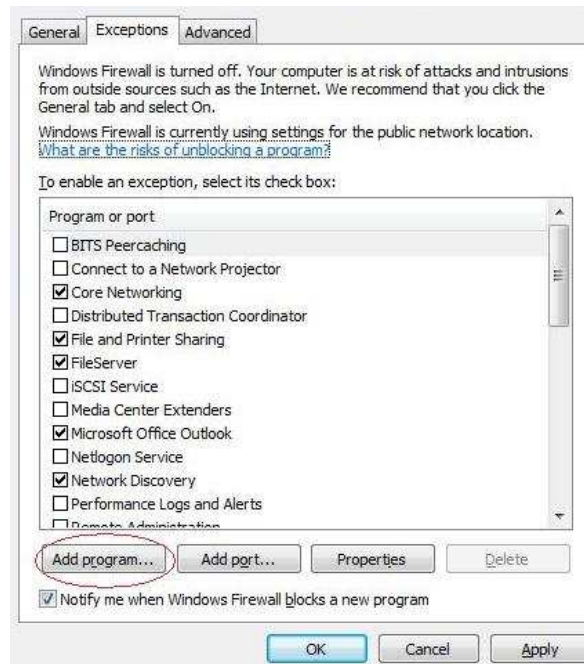 General Exceptions Advanced
Windows Firewall is turned off. Your computer is at risk of attacks and intrusions
from outside sources such as the Internet. We recommend that you click the
General tab and select On.
Windows Firewall is currently using settings for the public network location.
What are the risks of unblocking a program?
To enable an exception, select its check box:
Program or port
BITS Peercaching
Connect to a Network Projector
Core Networking
Distributed Transaction Coordinator
File and Printer Sharing
FileServer
iSCSI Service
Media Center Extenders
Microsoft Office Outlook
Netlogon Service
Network Discovery
Performance Logs and Alerts
Remote Administration
Add program... Add port... Properties Delete
Notify me when Windows Firewall blocks a new program
OK Cancel Apply